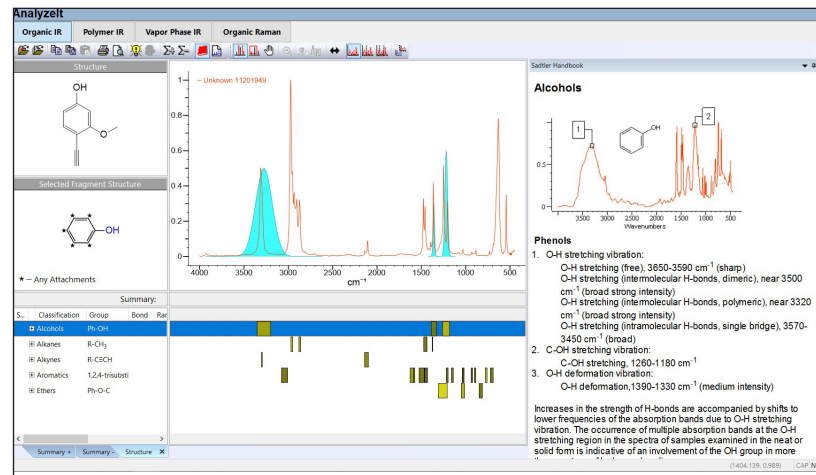 AnalyzeIt
Organic IR
Polymer IR
Vapor Phase IR
Organic Raman
Structure
OH
O
Selected Fragment Structure
OH
★ – Any Attachments
Unknown 11201949
1
0.8
0.6
0.4
0.2
0
4000 3500 3000 2500 2000 1500 1000 500
cm⁻¹
Summary:
S... Classification Group Bond Rar
Alcohols Ph-OH
Alkanes R-CH₃
Alkynes R-C≡CH
Aromatics 1,2,4-trisubsti
Ethers Ph-O-C
Summary + Summary - Structure X
Sadtler Handbook
Alcohols
1
2
OH
0.5
0
3500 3000 2500 2000 1500 1000 500
Wavenumbers
Phenols
1. O-H stretching vibration:
O-H stretching (free), 3650-3590 cm⁻¹ (sharp)
O-H stretching (intermolecular H-bonds, dimeric), near 3500
cm⁻¹ (broad strong intensity)
O-H stretching (intermolecular H-bonds, polymeric), near 3320
cm⁻¹ (broad strong intensity)
O-H stretching (intramolecular H-bonds, single bridge), 3570-
3450 cm⁻¹ (broad)
2. C-OH stretching vibration:
C-OH stretching, 1260-1180 cm⁻¹
3. O-H deformation vibration:
O-H deformation,1390-1330 cm⁻¹ (medium intensity)
Increases in the strength of H-bonds are accompanied by shifts to
lower frequencies of the absorption bands due to O-H stretching
vibration. The occurrence of multiple absorption bands at the O-H
stretching region in the spectra of samples examined in the neat or
solid form is indicative of an involvement of the OH group in more
(1404.139, 0.989) CAP N